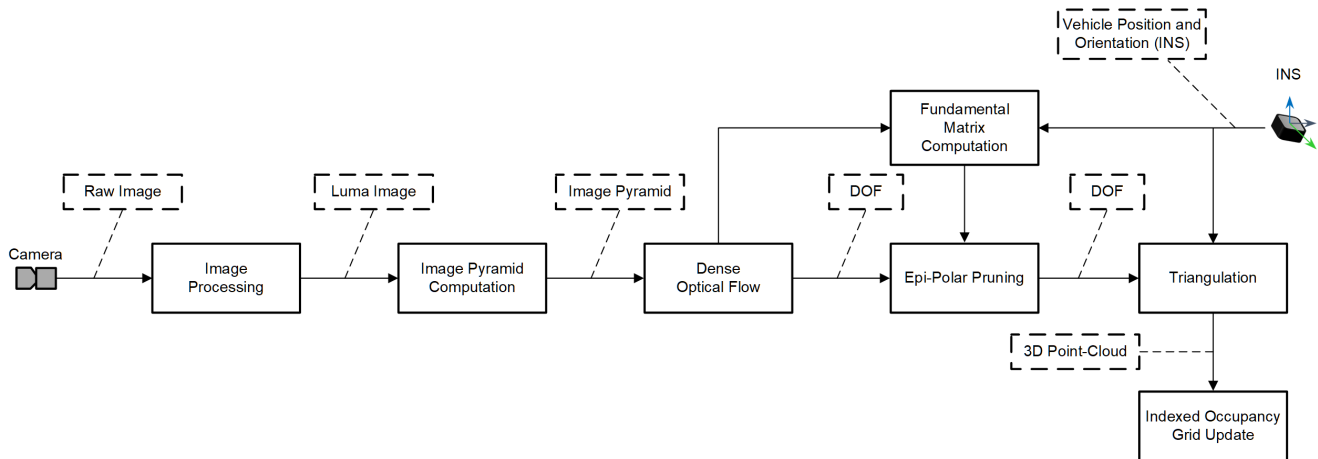 Vehicle Position and
Orientation (INS)
INS
Fundamental
Matrix
Computation
Raw Image
Luma Image
Image Pyramid
DOF
DOF
Camera
Image
Processing
Image Pyramid
Computation
Dense
Optical Flow
Epi-Polar Pruning
Triangulation
3D Point-Cloud
Indexed Occupancy
Grid Update